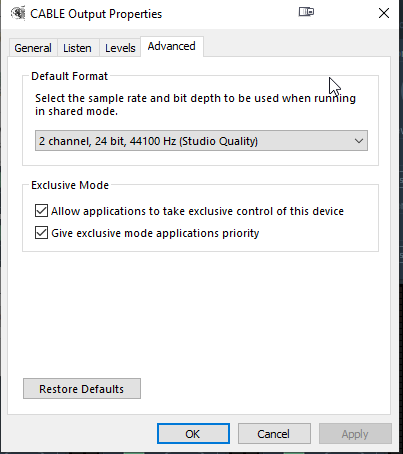 CABLE Output Properties
General
Listen
Levels
Advanced
Default Format
Select the sample rate and bit depth to be used when running
in shared mode.
2 channel, 24 bit, 44100 Hz (Studio Quality)
Exclusive Mode
Allow applications to take exclusive control of this device
Give exclusive mode applications priority
Restore Defaults
OK
Cancel
Apply